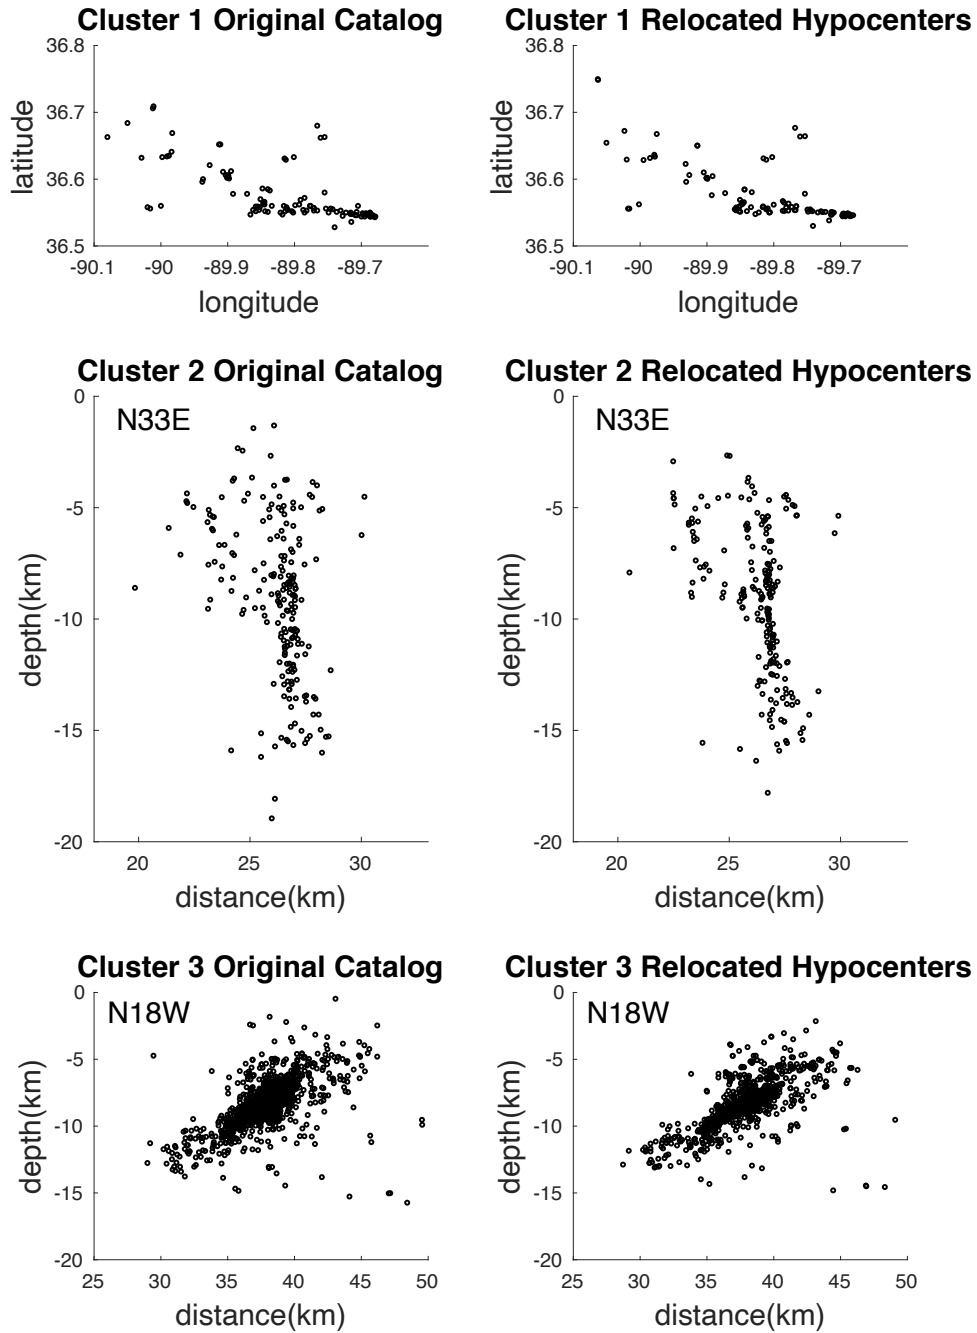 Cluster 1 Original Catalog
36.8
36.7
36.6
36.5
latitude
-90.1 -90 -89.9 -89.8 -89.7
longitude
Cluster 1 Relocated Hypocenters
36.8
36.7
36.6
36.5
latitude
-90.1 -90 -89.9 -89.8 -89.7
longitude
Cluster 2 Original Catalog
N33E
0
-5
-10
-15
-20
depth(km)
20 25 30
distance(km)
Cluster 2 Relocated Hypocenters
N33E
0
-5
-10
-15
-20
depth(km)
20 25 30
distance(km)
Cluster 3 Original Catalog
N18W
0
-5
-10
-15
-20
depth(km)
25 30 35 40 45 50
distance(km)
Cluster 3 Relocated Hypocenters
N18W
0
-5
-10
-15
-20
depth(km)
25 30 35 40 45 50
distance(km)